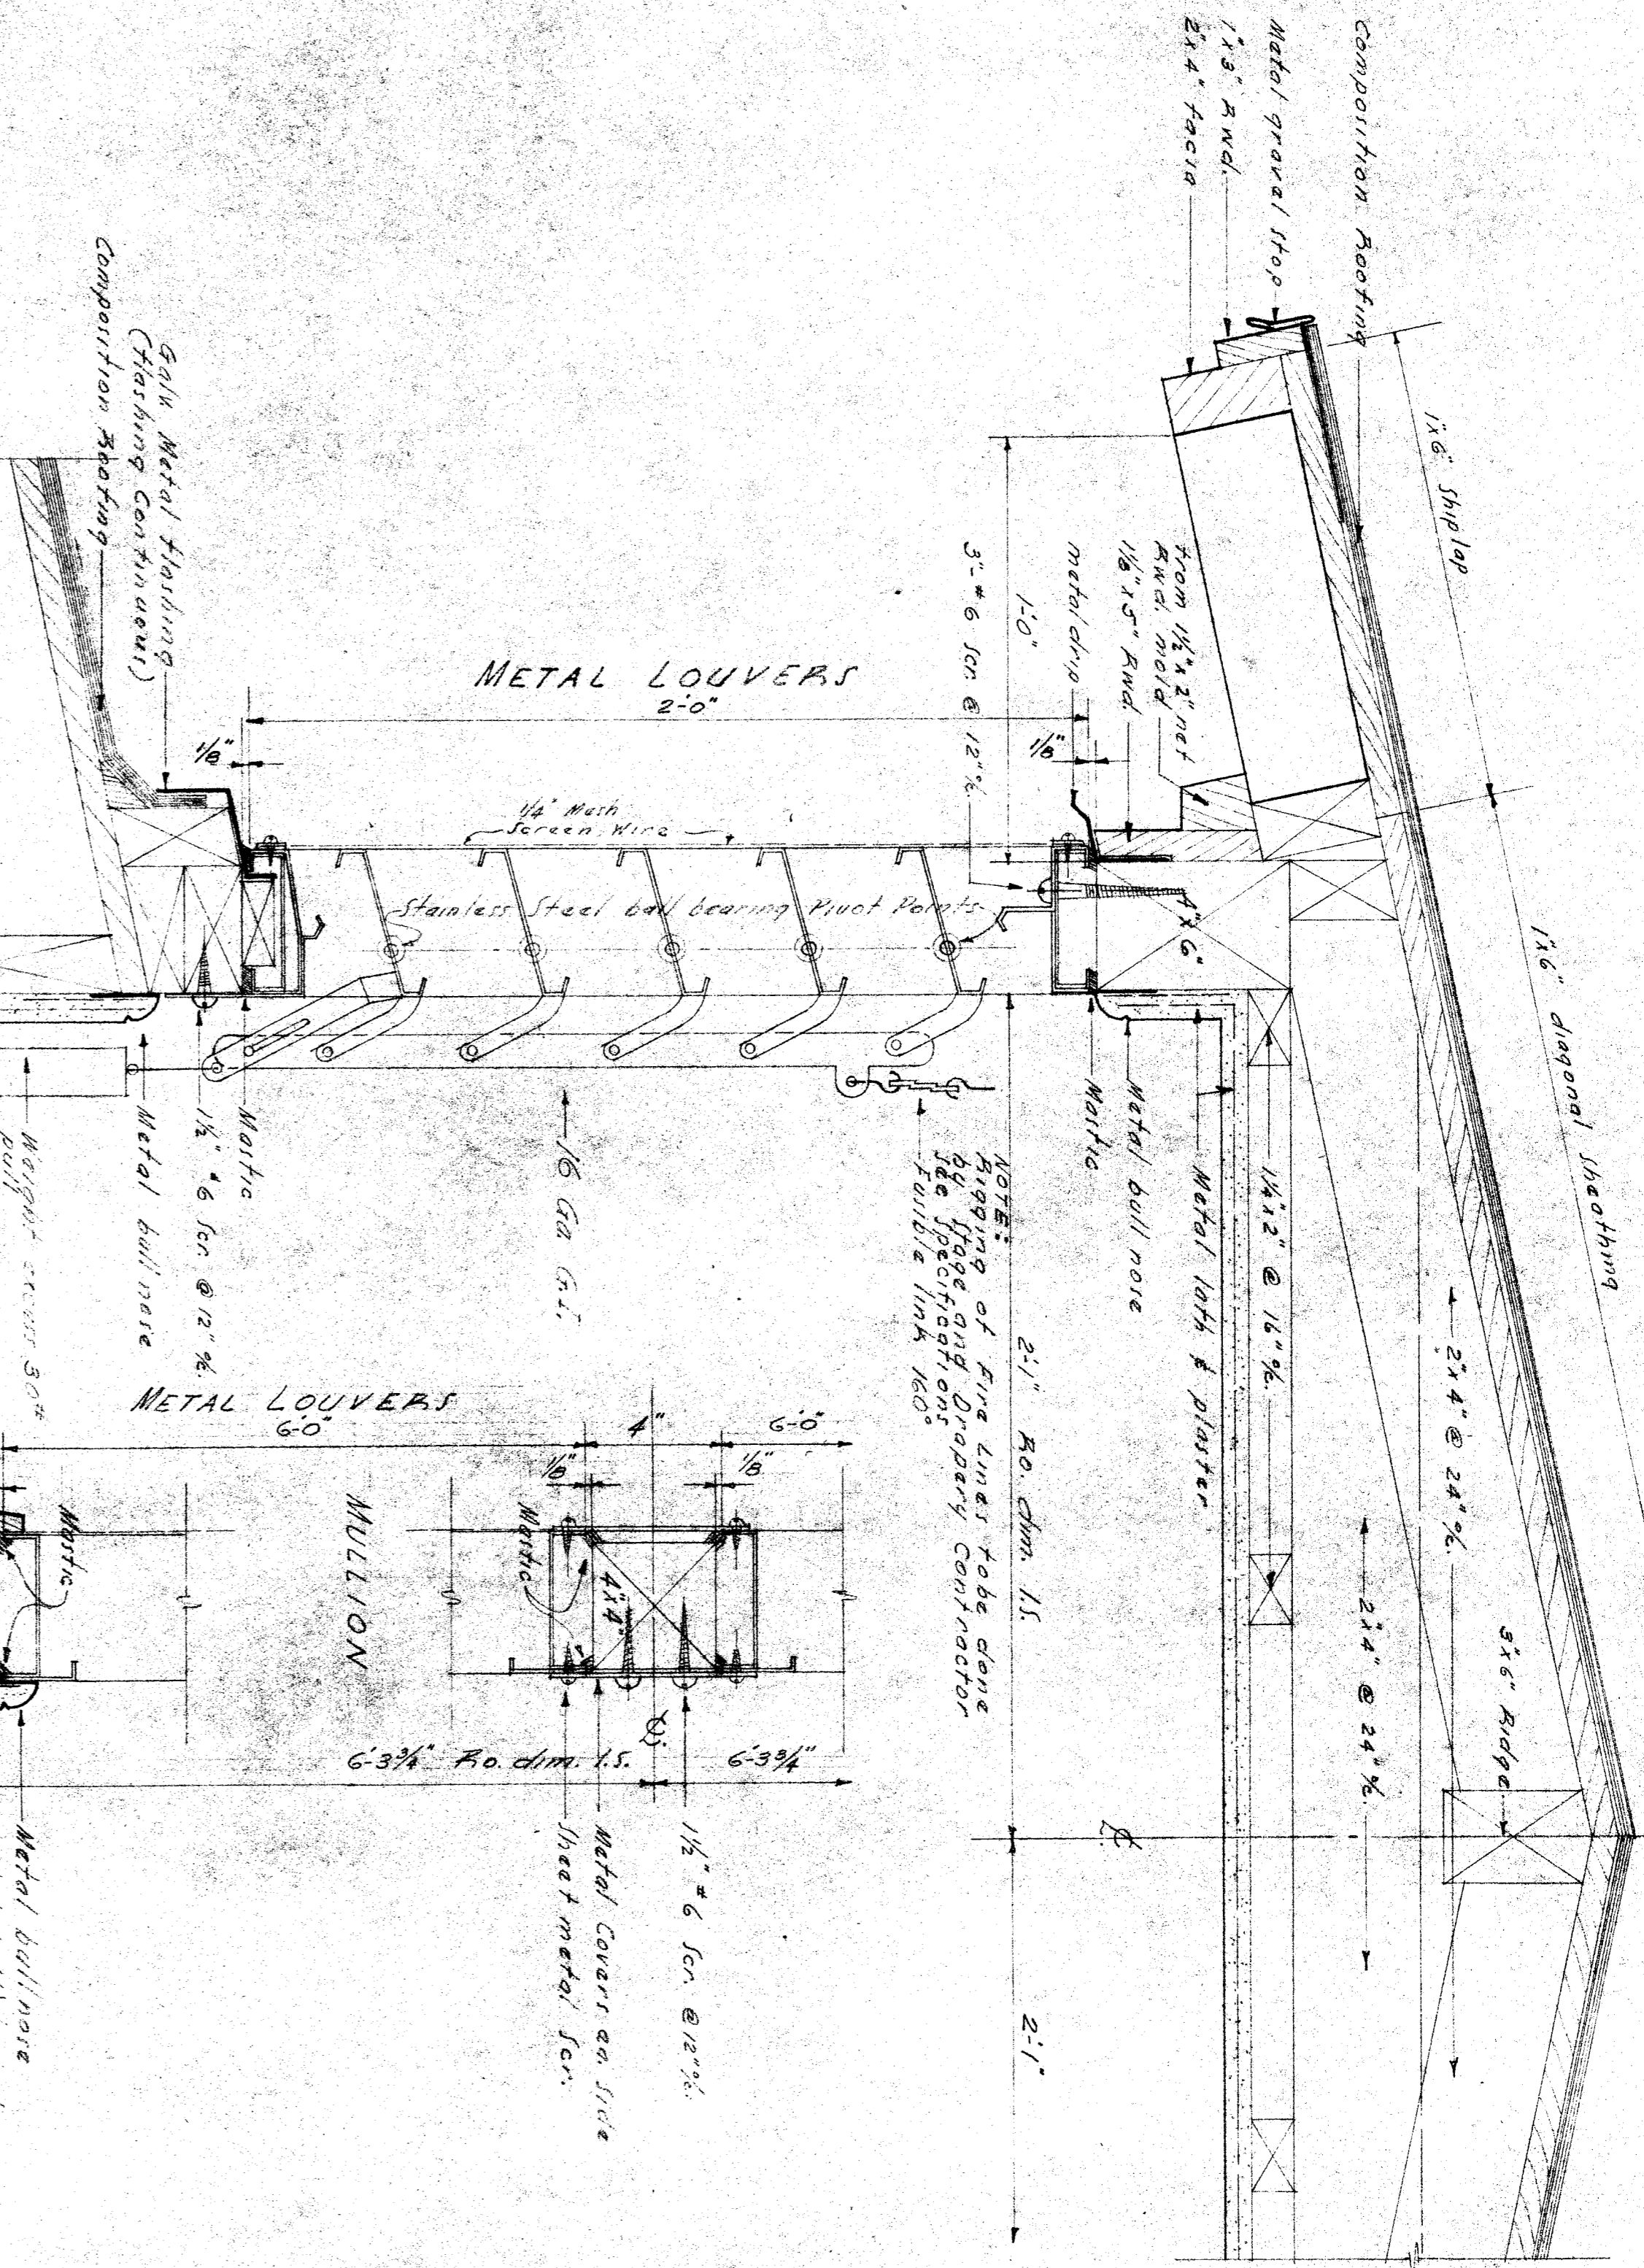 Composition Roofing
Metal gravel stop
1"x3" Rwd.
2"x4" facia
1"x6" Shiplap
1"x6" diagonal sheathing
2"x4" @ 24" %c.
2"x4" @ 24" %c.
3"x6" Ridge
from 1½" x 2" net
Rwd. mold
1⅛" x 5" Rwd.
metal drip
1'-0"
3"-#6 Scr. @ 12" %c.
4"x6"
1/8"
METAL LOUVERS
2'-0"
1/8"
1/4" Mesh
Screen Wire
Stainless Steel ball bearing Pivot Points
Galv. Metal flashing
(flashing Continuous)
Composition Roofing
1¼"x2" @ 16" %c.
Metal lath & plaster
Metal bull nose
Mastic
2'-1" Ro. dim. I.S.
2'-1"
NOTE:
Rigging of Fire Lines to be done
by Stage and Drapery Contractor
See Specifications
fusible link 160°
16 Ga G.I.
Mastic
1½" #6 Scr. @ 12" %c.
Metal bull nose
Weight excess 30#
pull
METAL LOUVERS
6'-0"
4"
6'-0"
1/8"
1/8"
Mastic
4"x4"
MULLION
Mastic
6'-3¾" Ro. dim. I.S.
6'-3¾"
℄
℄
1½" #6 Scr. @ 12" %c.
Metal Covers ea. Side
Sheet metal Scr.
Metal bull nose